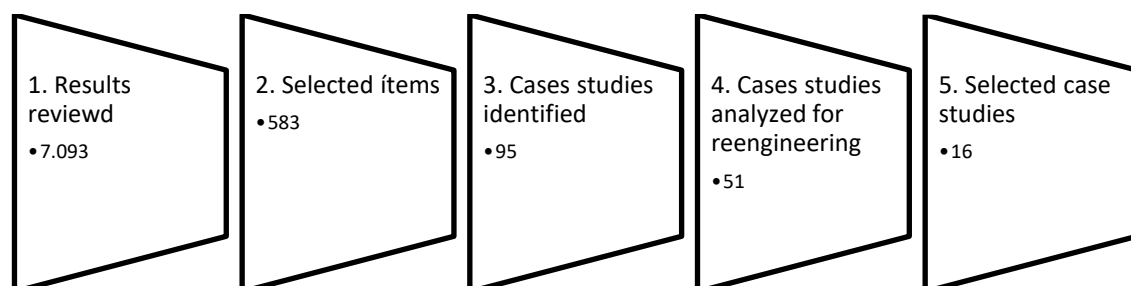 1. Results
reviewd
•7.093
2. Selected ítems
•583
3. Cases studies
identified
•95
4. Cases studies
analyzed for
reengineering
•51
5. Selected case
studies
•16